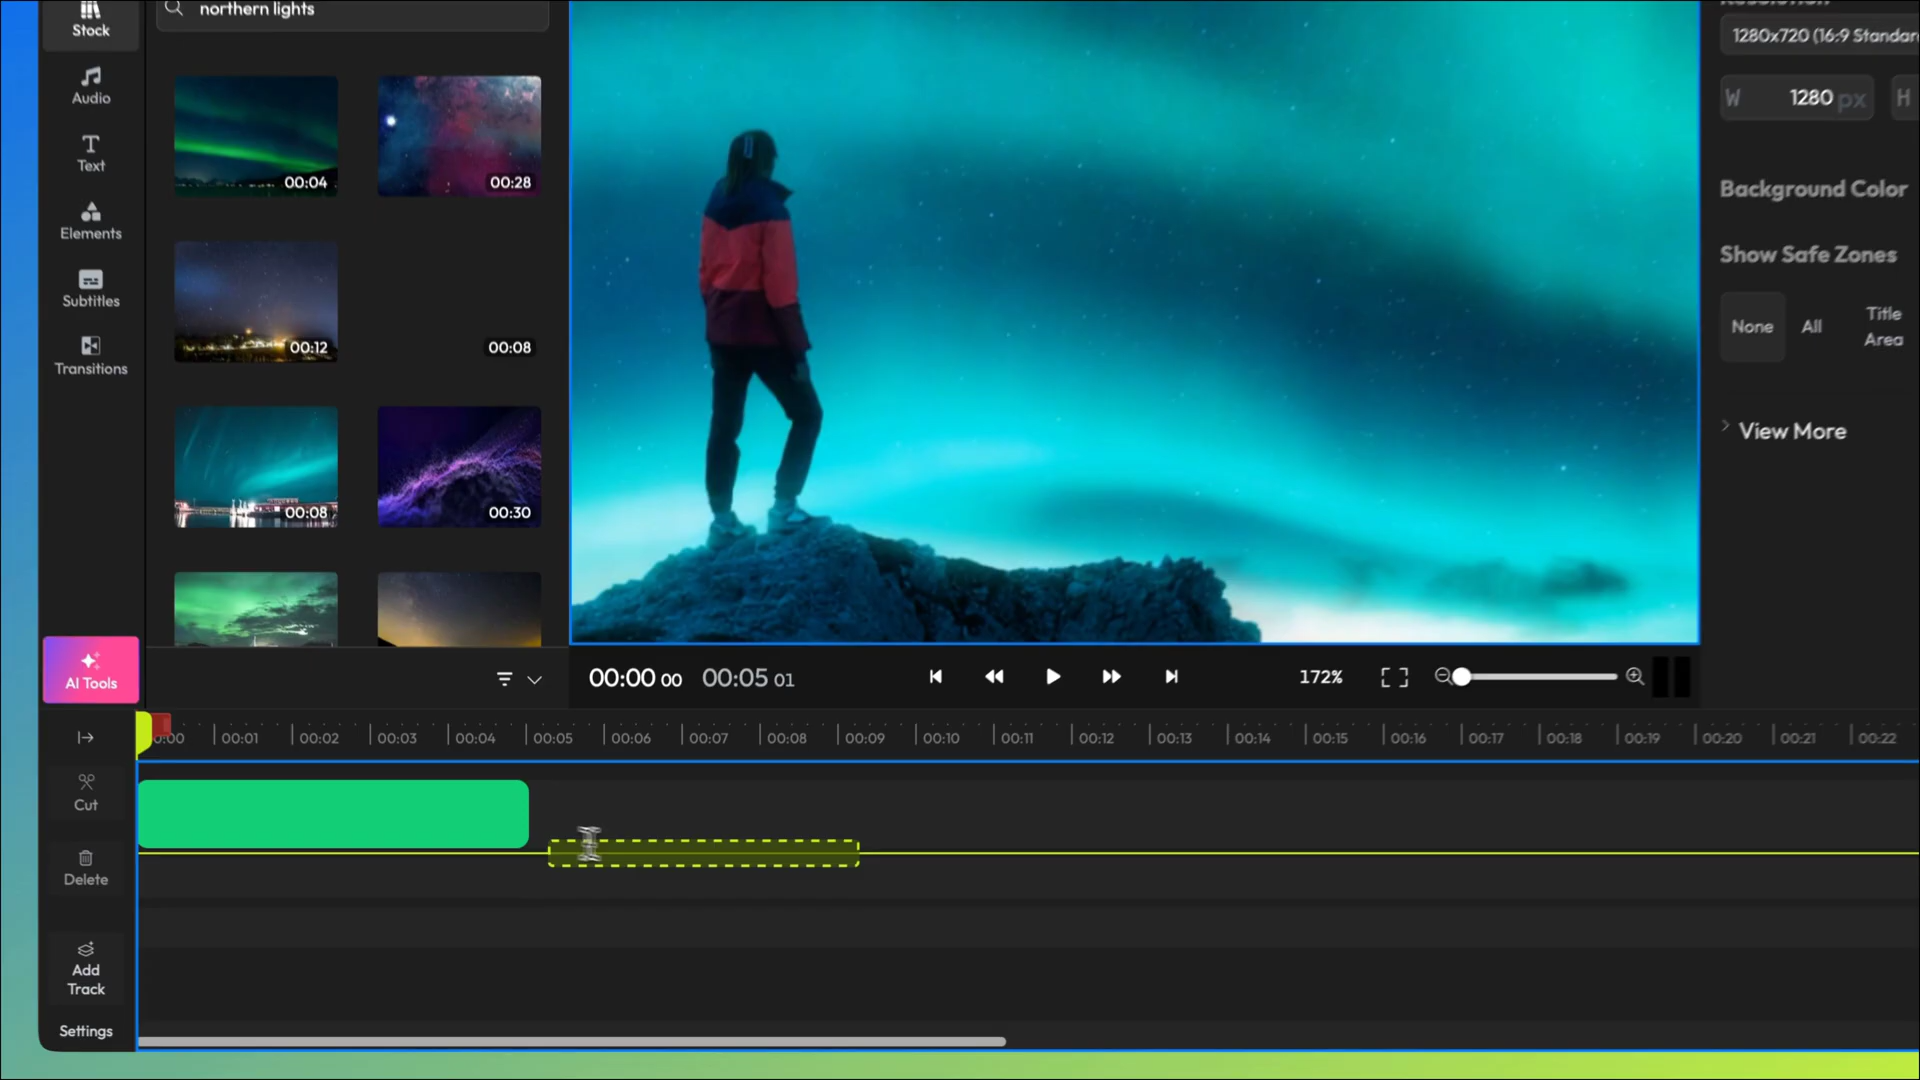 Stock
northern lights
Audio
Text
Elements
Subtitles
Transitions
00:04
00:28
00:12
00:08
00:08
00:30
1280x720 (16:9 Standar
W 1280 px H
Background Color
Show Safe Zones
None All Title Area
View More
AI Tools
00:00 00 00:05 01
172%
0:00 00:01 00:02 00:03 00:04 00:05 00:06 00:07 00:08 00:09 00:10 00:11 00:12 00:13 00:14 00:15 00:16 00:17 00:18 00:19 00:20 00:21 00:22
Cut
Delete
Add
Track
Settings